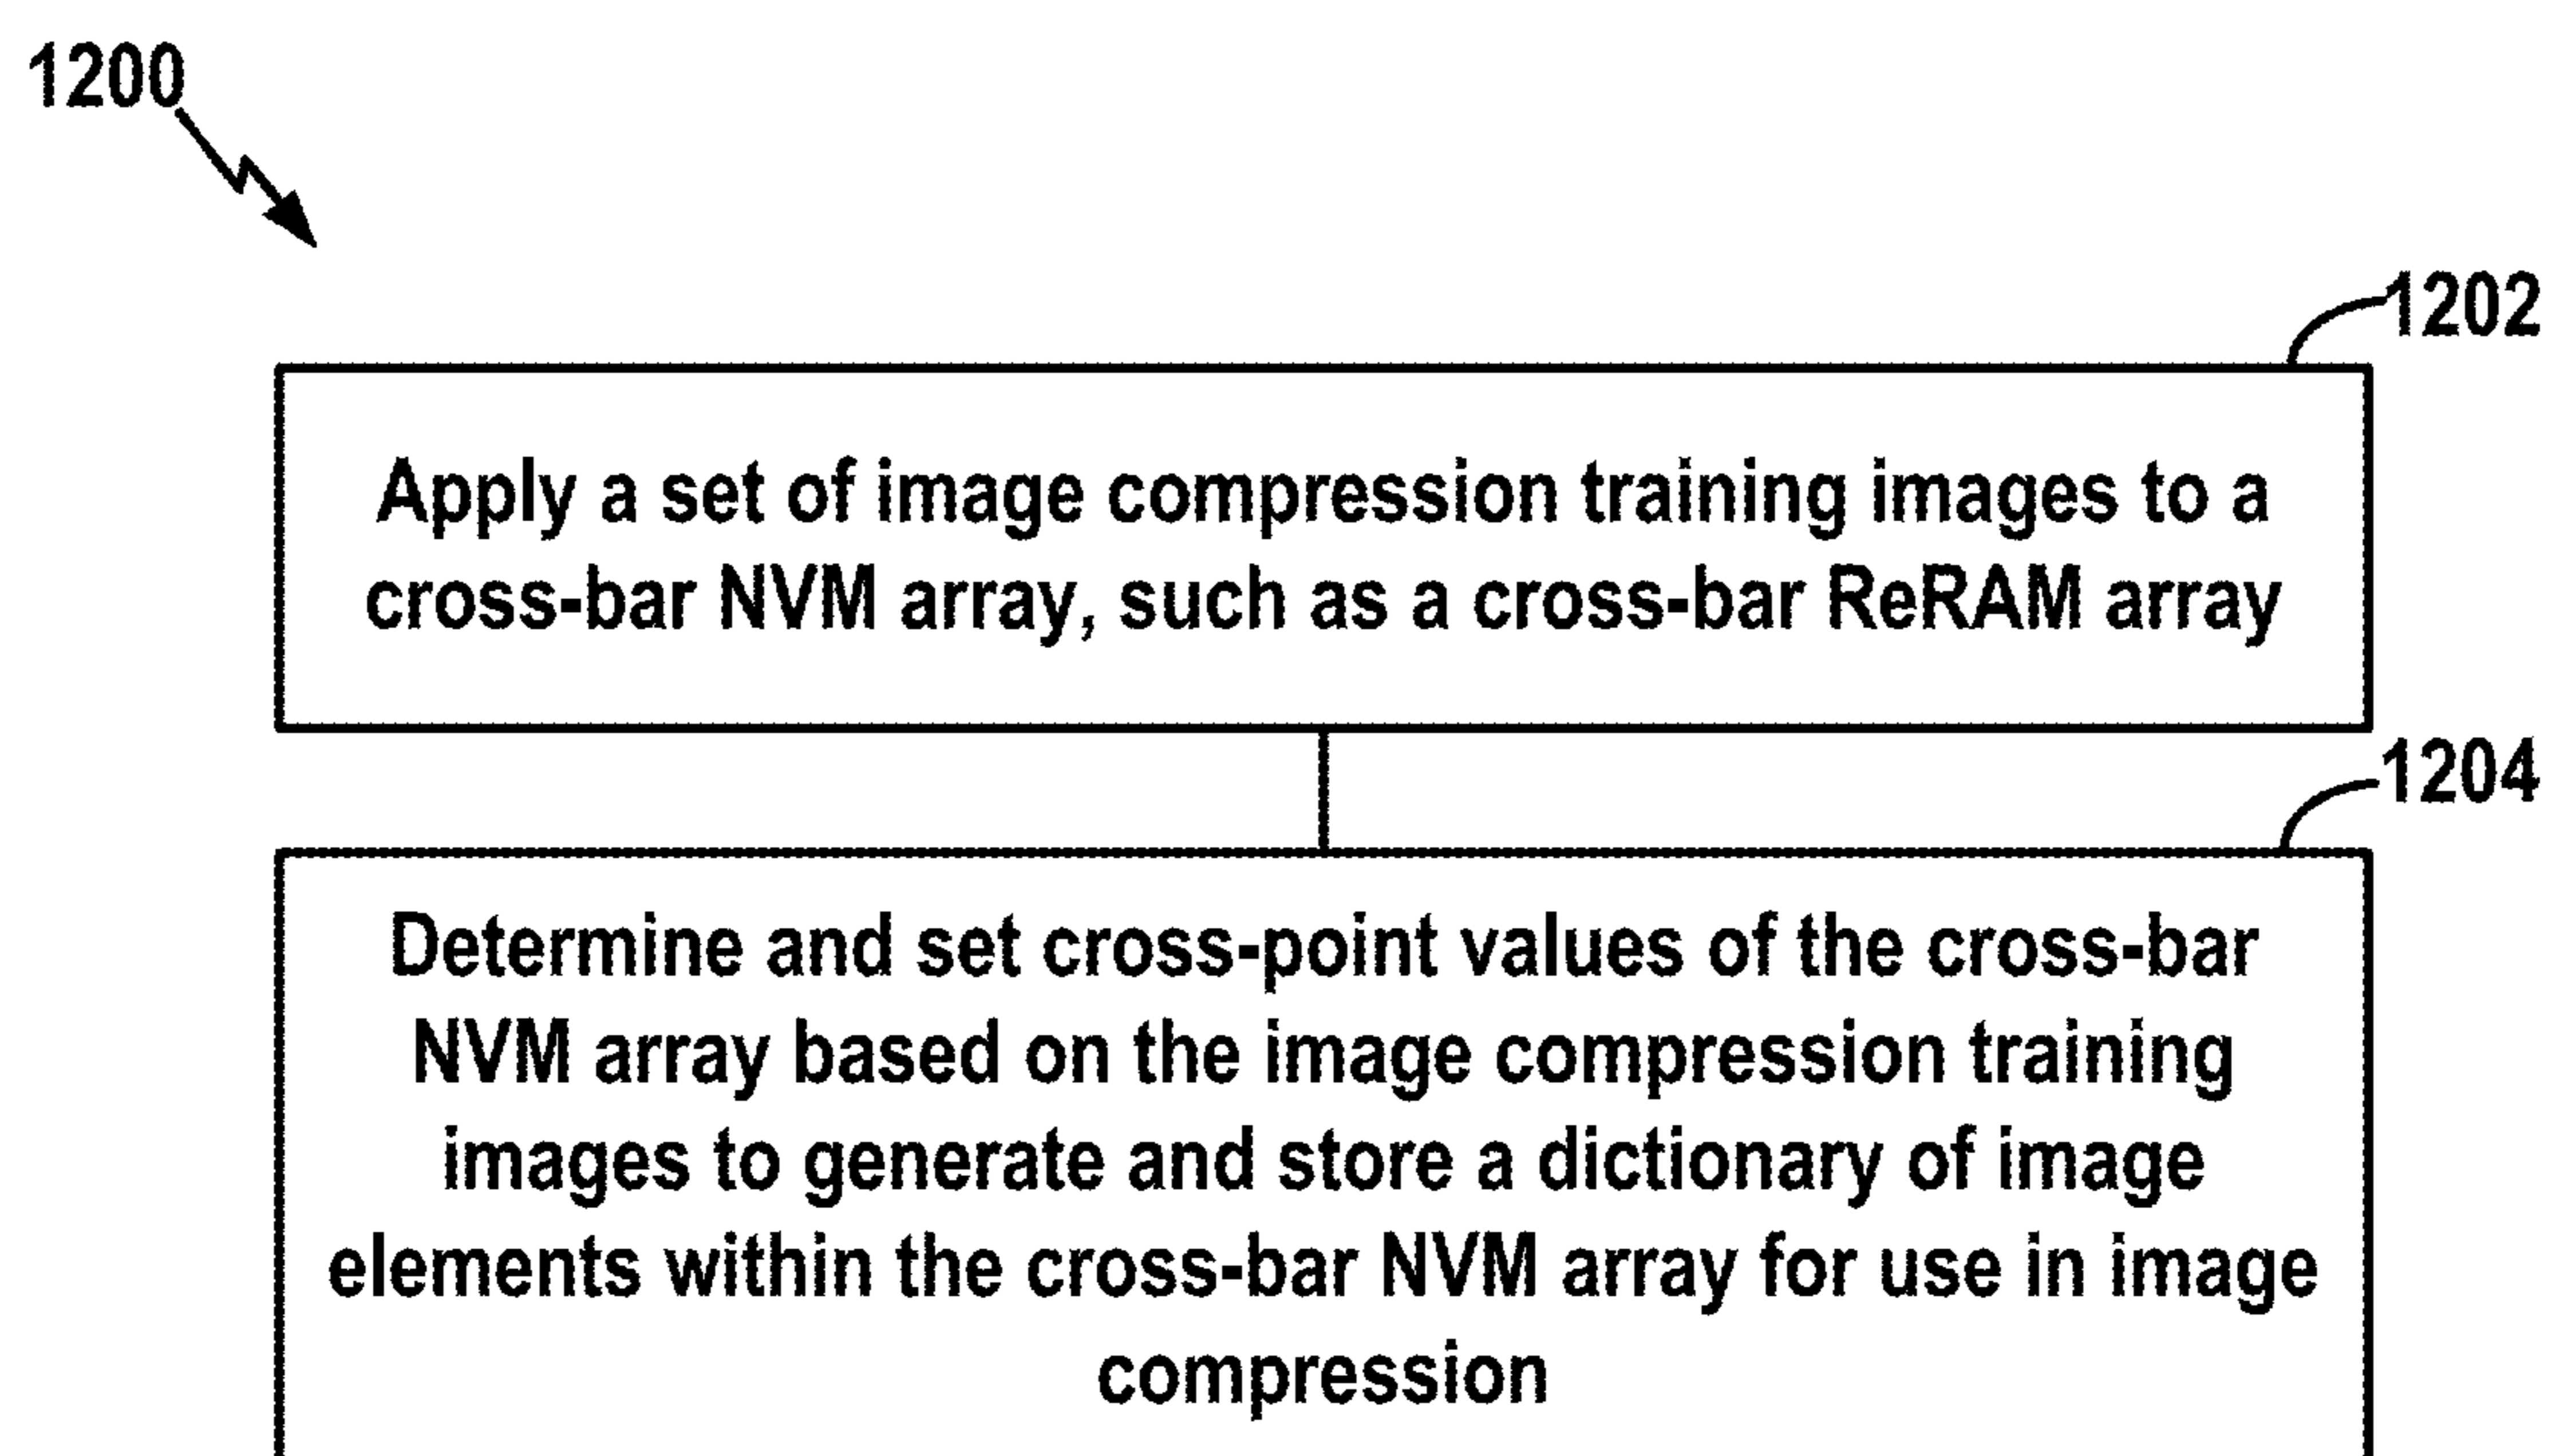 1200
1202
Apply a set of image compression training images to a
cross-bar NVM array, such as a cross-bar ReRAM array
1204
Determine and set cross-point values of the cross-bar
NVM array based on the image compression training
images to generate and store a dictionary of image
elements within the cross-bar NVM array for use in image
compression